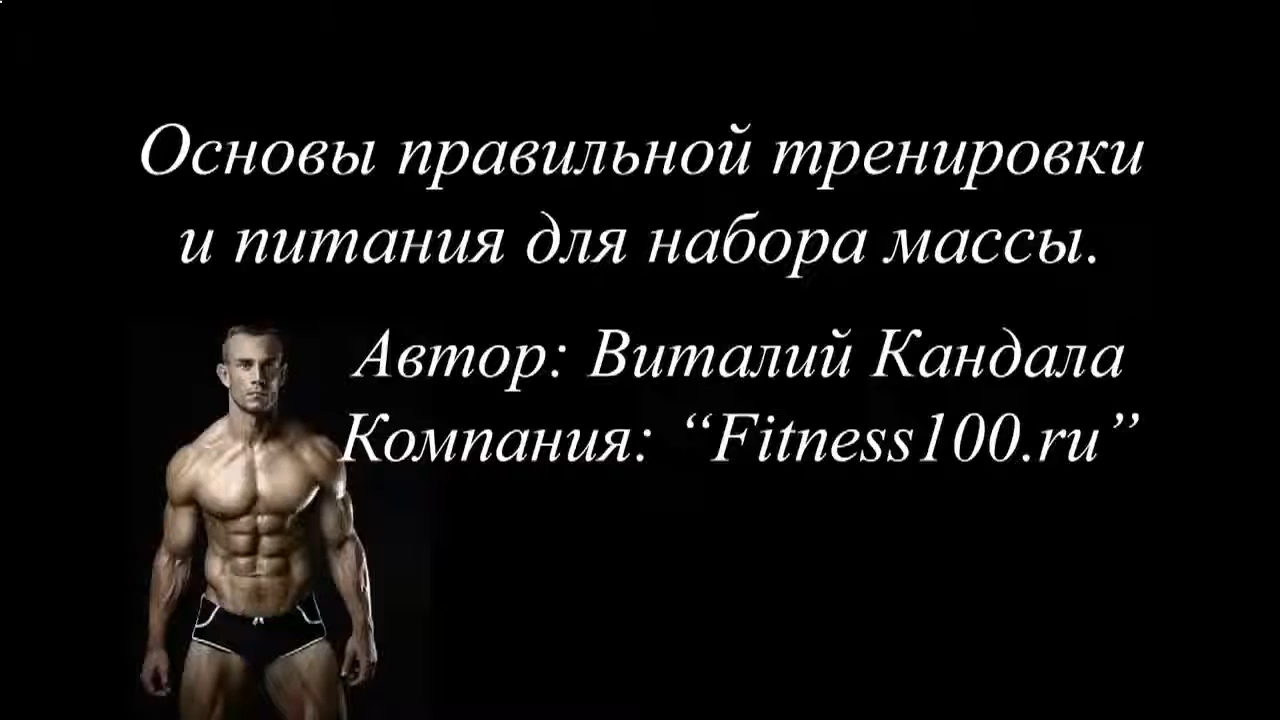 Основы правильной тренировки
и питания для набора массы.
Автор: Виталий Кандала
Компания: “Fitness100.ru”